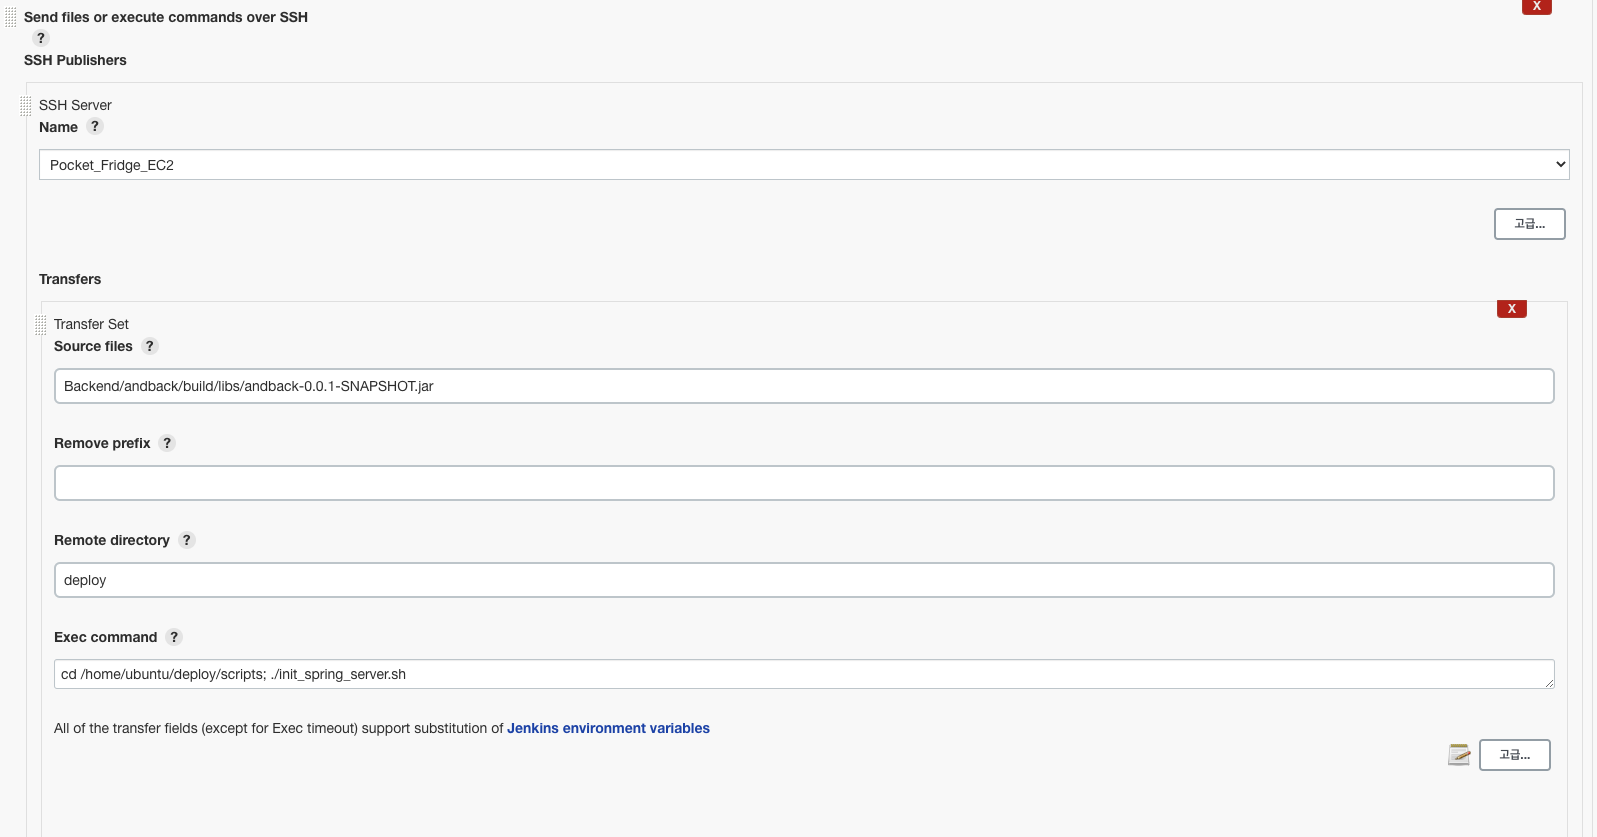 Send files or execute commands over SSH
X
?
SSH Publishers
SSH Server
Name ?
Pocket_Fridge_EC2
고급...
Transfers
X
Transfer Set
Source files ?
Backend/andback/build/libs/andback-0.0.1-SNAPSHOT.jar
Remove prefix ?
Remote directory ?
deploy
Exec command ?
cd /home/ubuntu/deploy/scripts; ./init_spring_server.sh
All of the transfer fields (except for Exec timeout) support substitution of Jenkins environment variables
고급...